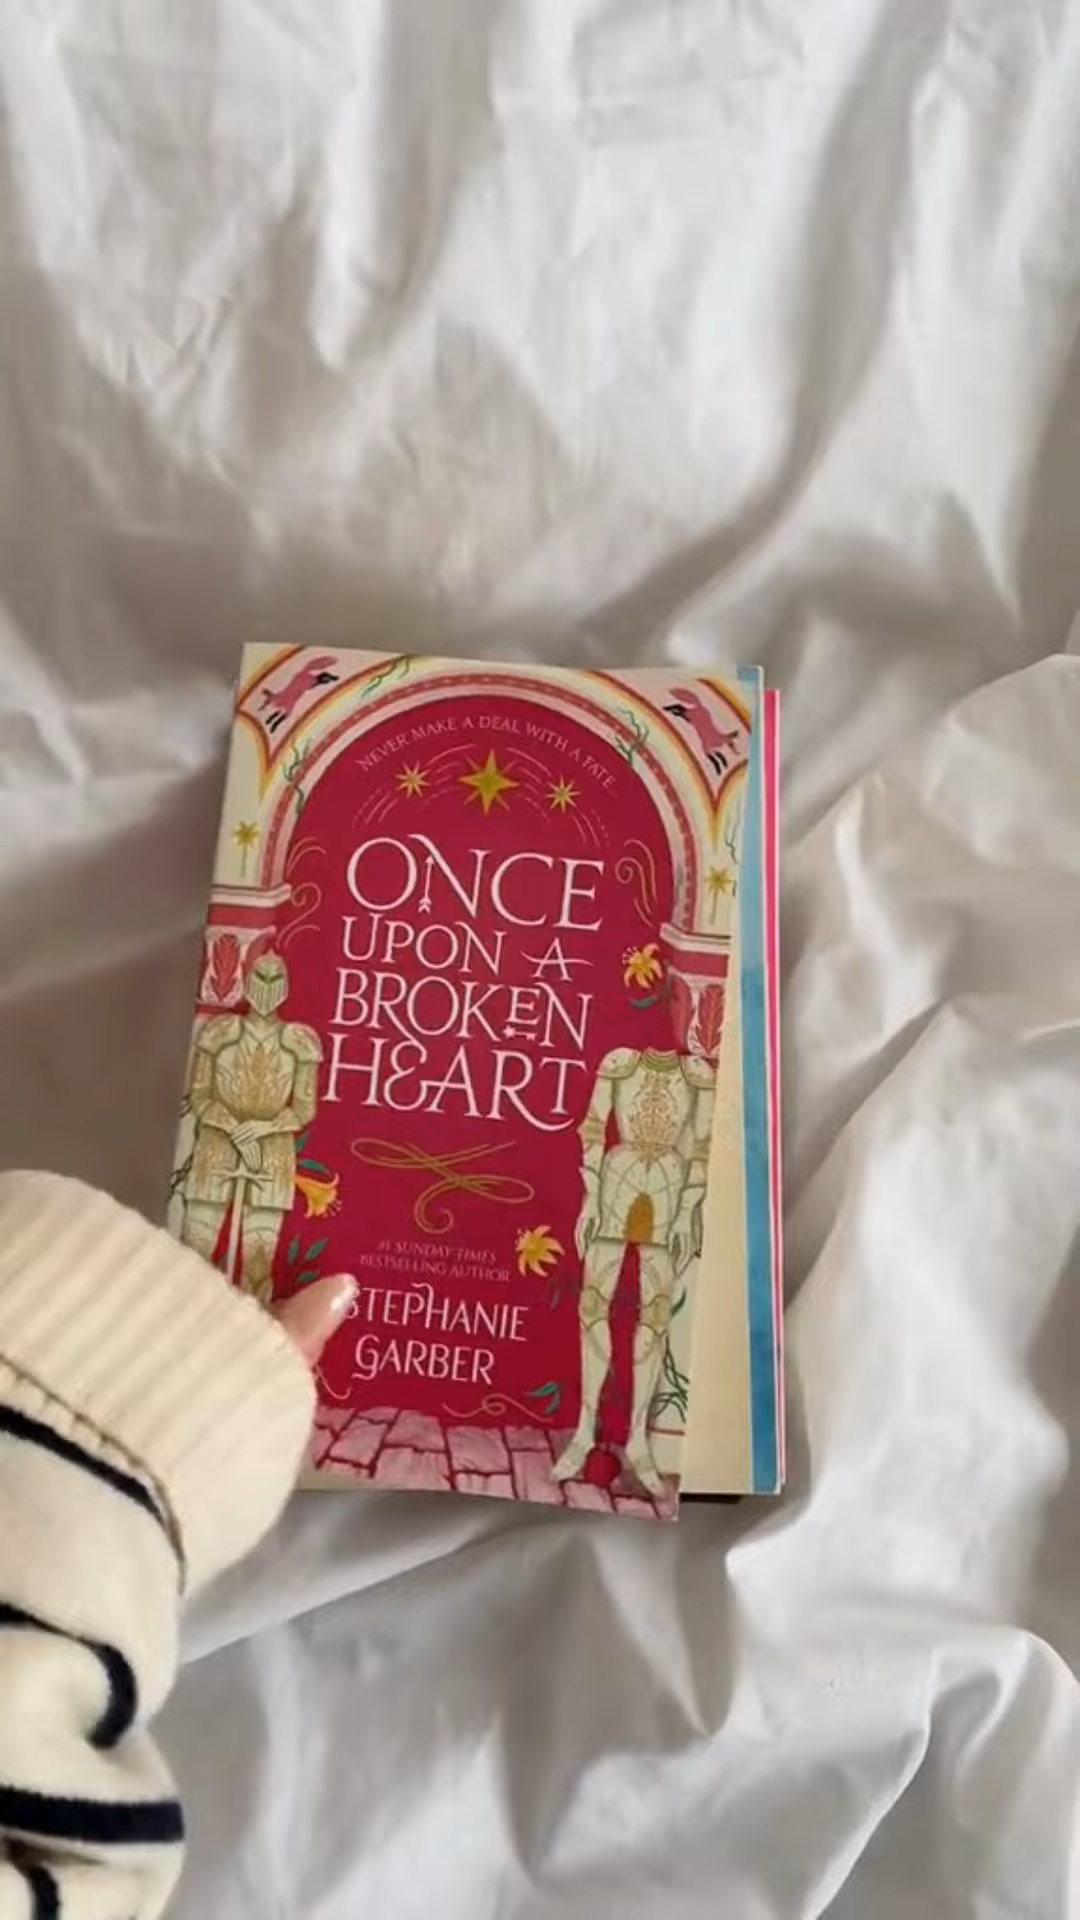 NEVER MAKE A DEAL WITH A FATE
ONCE
UPON A
BROKEN
HEART
#1 SUNDAY TIMES
BESTSELLING AUTHOR
STEPHANIE
GARBER